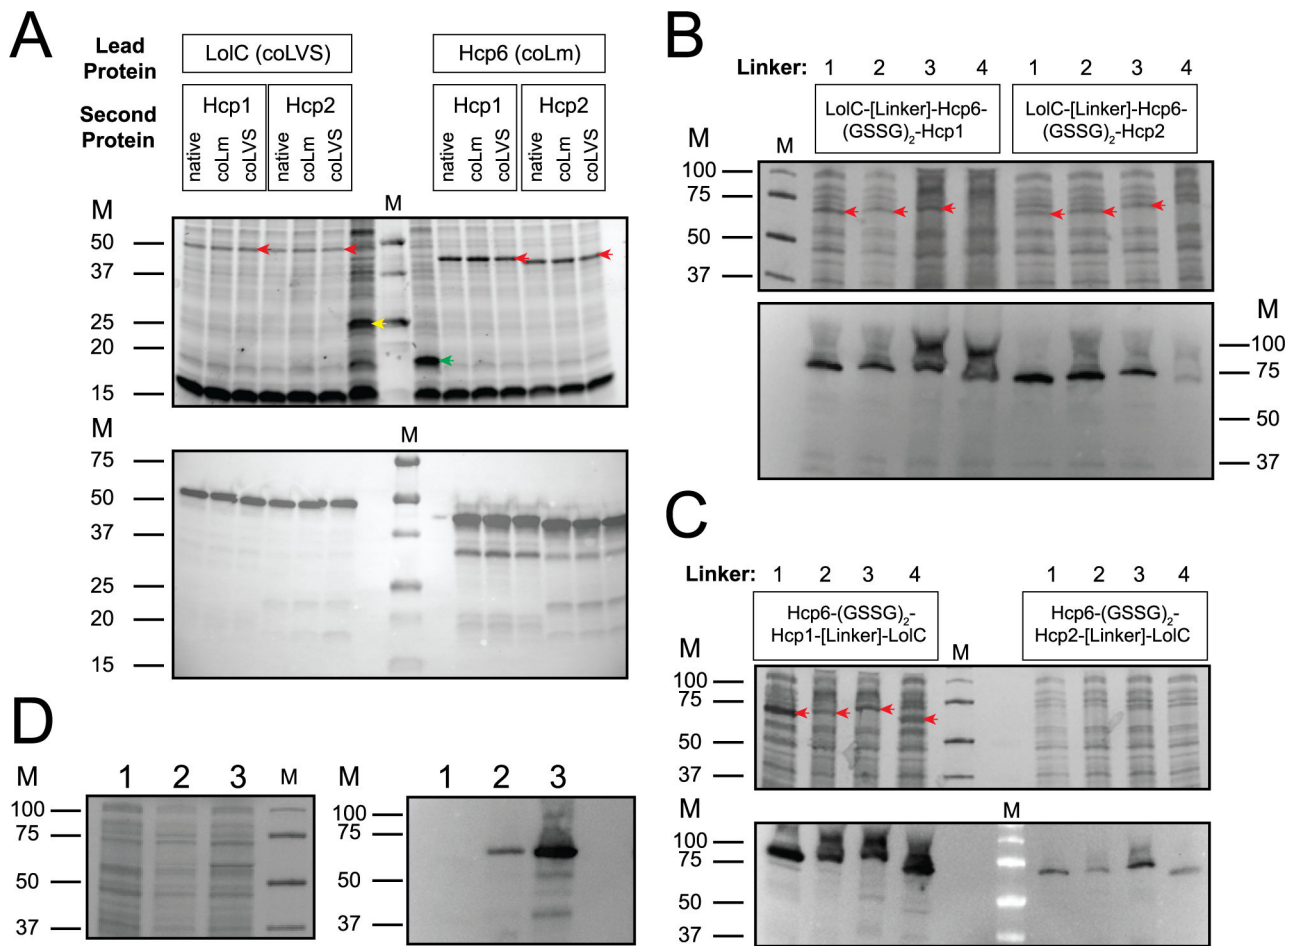 A
Lead
Protein
LolC (coLVS)
Hcp6 (coLm)
Second
Protein
Hcp1
Hcp2
Hcp1
Hcp2
native
coLm
coLVS
native
coLm
coLVS
native
coLm
coLVS
native
coLm
coLVS
M
M
50
37
25
20
15
M
M
75
50
37
25
20
15
B
Linker: 1 2 3 4 1 2 3 4
LolC-[Linker]-Hcp6-
(GSSG)2-Hcp1
LolC-[Linker]-Hcp6-
(GSSG)2-Hcp2
M
M
100
75
50
37
M
100
75
50
37
C
Linker: 1 2 3 4 1 2 3 4
Hcp6-(GSSG)2-
Hcp1-[Linker]-LolC
Hcp6-(GSSG)2-
Hcp2-[Linker]-LolC
M
M
100
75
50
37
M
M
100
75
50
37
D
M 1 2 3 M
100
75
50
37
M 1 2 3
100
75
50
37